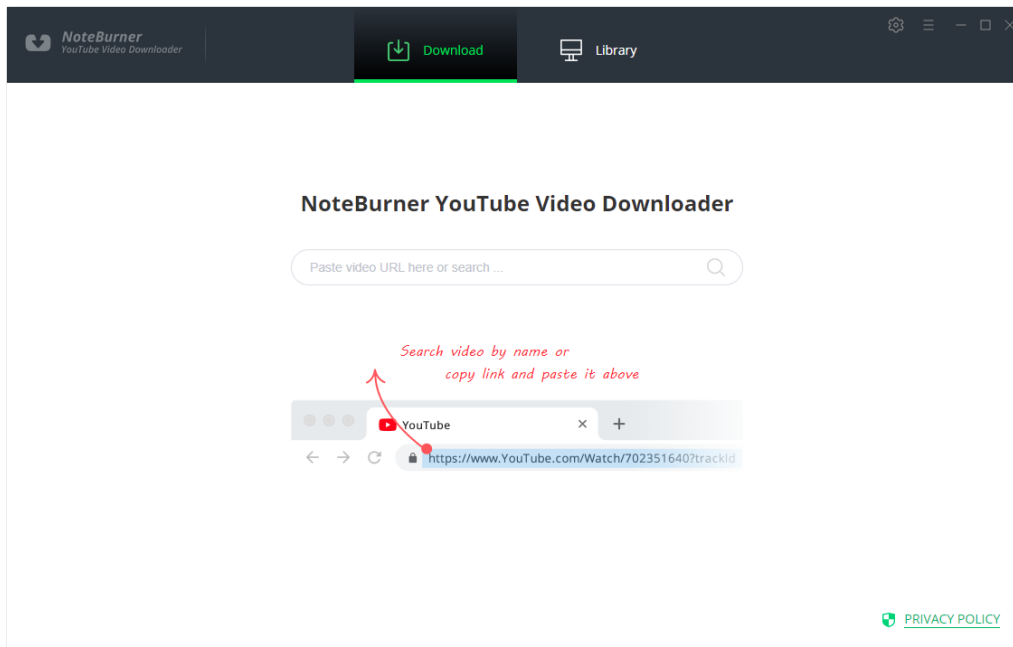 NoteBurner
YouTube Video Downloader
Download
Library
NoteBurner YouTube Video Downloader
Paste video URL here or search ...
Search video by name or
copy link and paste it above
YouTube
https://www.YouTube.com/Watch/702351640?trackId
PRIVACY POLICY